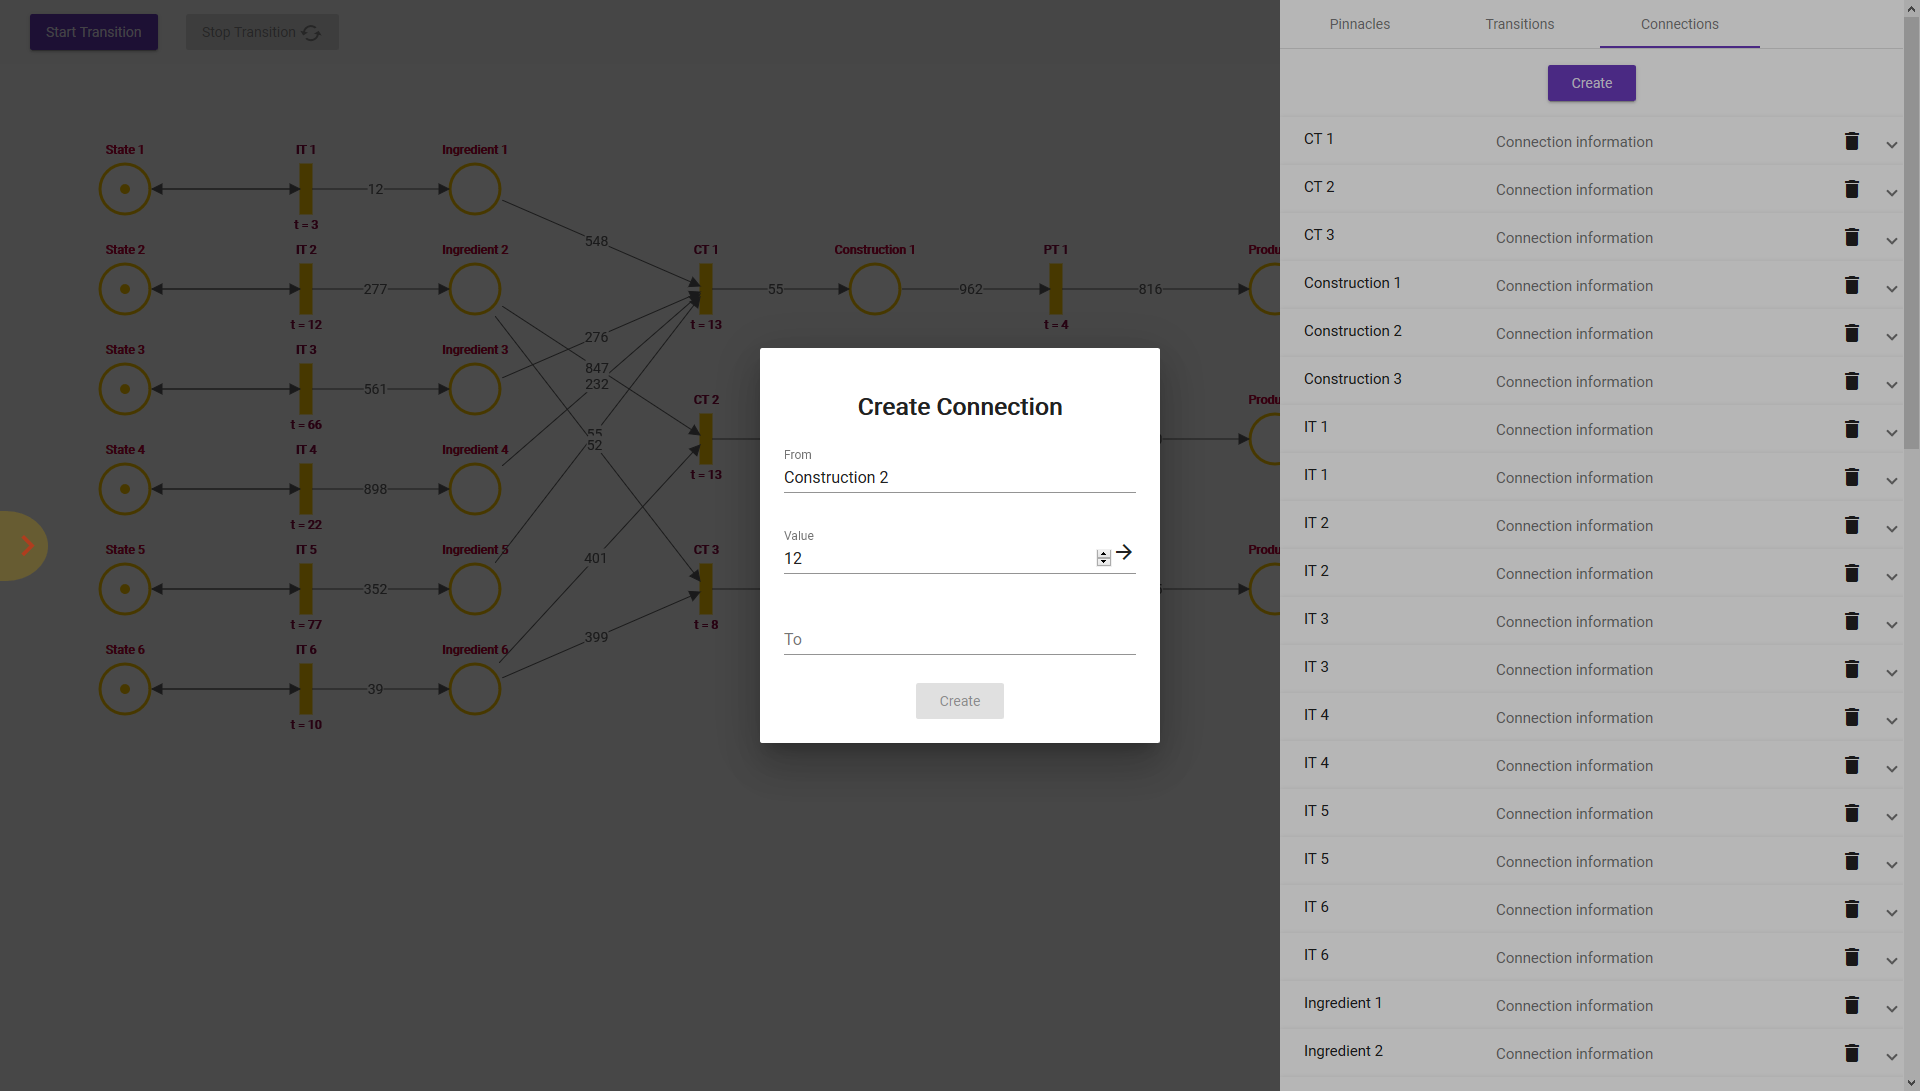 Start Transition
Stop Transition
Pinnacles
Transitions
Connections
Create
State 1
IT 1
Ingredient 1
12
t = 3
548
State 2
IT 2
Ingredient 2
CT 1
Construction 1
PT 1
Produ
277
55
962
816
t = 12
t = 13
t = 4
276
State 3
IT 3
Ingredient 3
847
232
561
CT 2
Produ
t = 66
55
52
State 4
IT 4
Ingredient 4
t = 13
898
t = 22
State 5
IT 5
Ingredient 5
401
CT 3
Produ
352
t = 77
t = 8
399
State 6
IT 6
Ingredient 6
39
t = 10
Create Connection
From
Construction 2
Value
12
To
Create
CT 1 Connection information
CT 2 Connection information
CT 3 Connection information
Construction 1 Connection information
Construction 2 Connection information
Construction 3 Connection information
IT 1 Connection information
IT 1 Connection information
IT 2 Connection information
IT 2 Connection information
IT 3 Connection information
IT 3 Connection information
IT 4 Connection information
IT 4 Connection information
IT 5 Connection information
IT 5 Connection information
IT 6 Connection information
IT 6 Connection information
Ingredient 1 Connection information
Ingredient 2 Connection information